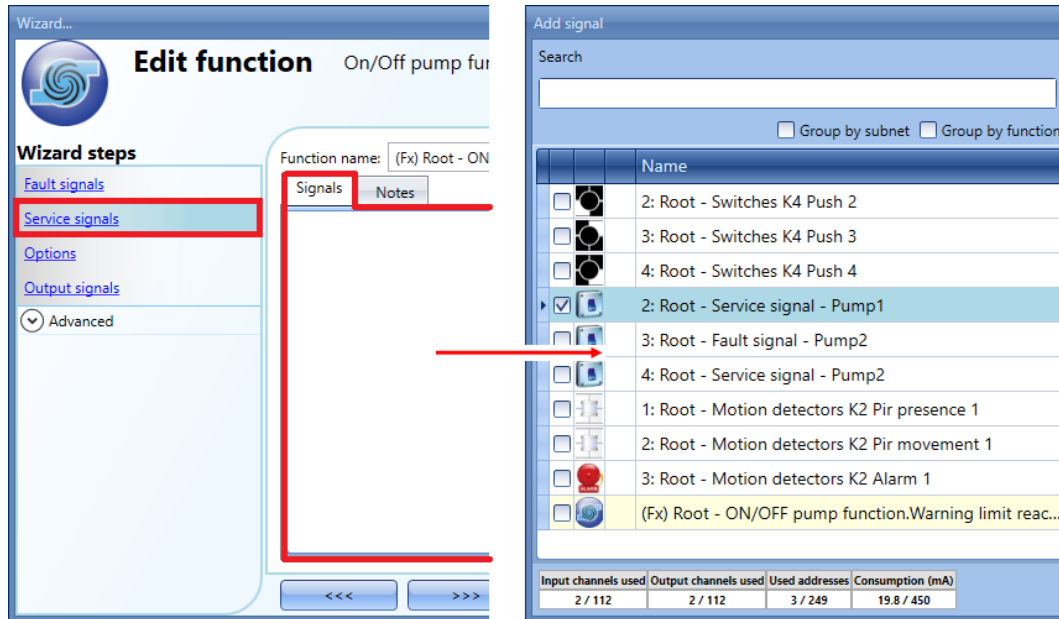 Wizard...
Edit function On/Off pump fur
Wizard steps
Fault signals
Service signals
Options
Output signals
Advanced
Function name: (Fx) Root - ON
Signals Notes
<<< >>>
Add signal
Search
Group by subnet Group by function
Name
2: Root - Switches K4 Push 2
3: Root - Switches K4 Push 3
4: Root - Switches K4 Push 4
2: Root - Service signal - Pump1
3: Root - Fault signal - Pump2
4: Root - Service signal - Pump2
1: Root - Motion detectors K2 Pir presence 1
2: Root - Motion detectors K2 Pir movement 1
3: Root - Motion detectors K2 Alarm 1
(Fx) Root - ON/OFF pump function.Warning limit reac...
Input channels used Output channels used Used addresses Consumption (mA)
2 / 112 2 / 112 3 / 249 19.8 / 450